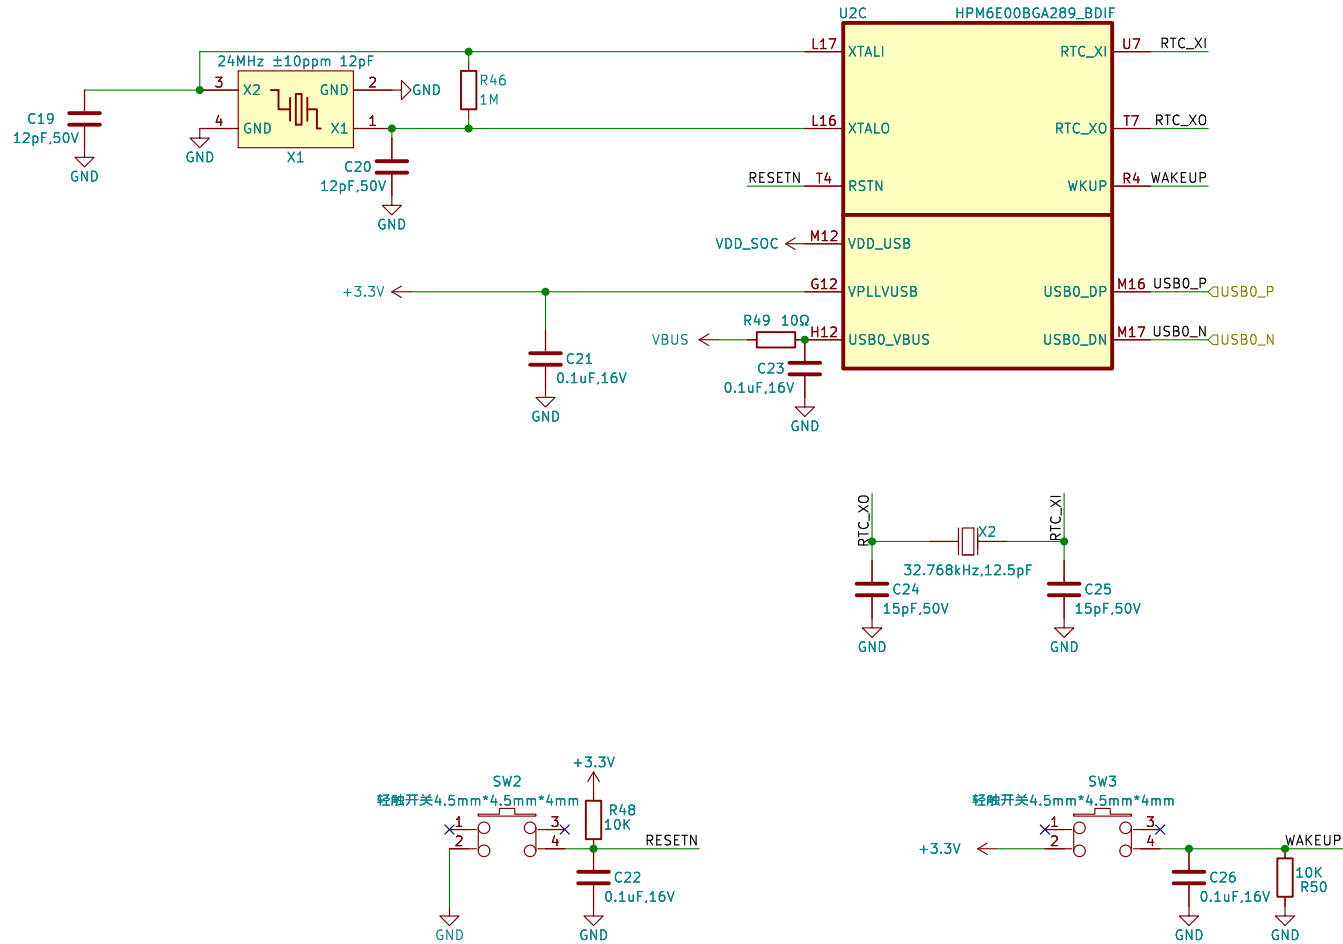 U2C
HPM6E00BGA289_BDIF
L17 XTALI
RTC_XI U7 RTC_XI
24MHz ±10ppm 12pF
3 X2
GND 2 GND
R46
1M
C19
12pF,50V
GND
4 GND
X1 1
GND
X1
C20
12pF,50V
GND
L16 XTALO
RTC_XO T7 RTC_XO
RESETN T4 RSTN
WKUP R4 WAKEUP
VDD_SOC M12 VDD_USB
+3.3V
G12 VPLLVUSB
USB0_DP M16 USB0_P USB0_P
R49 10Ω
VBUS
H12 USB0_VBUS
USB0_DN M17 USB0_N USB0_N
C21
0.1uF,16V
GND
C23
0.1uF,16V
GND
RTC_XO
RTC_XI
X2
32.768kHz,12.5pF
C24
15pF,50V
GND
C25
15pF,50V
GND
+3.3V
SW2
轻触开关4.5mm*4.5mm*4mm
1
2
3
4
R48
10K
RESETN
C22
0.1uF,16V
GND
GND
SW3
轻触开关4.5mm*4.5mm*4mm
1
2
3
4
+3.3V
WAKEUP
C26
0.1uF,16V
10K
R50
GND
GND